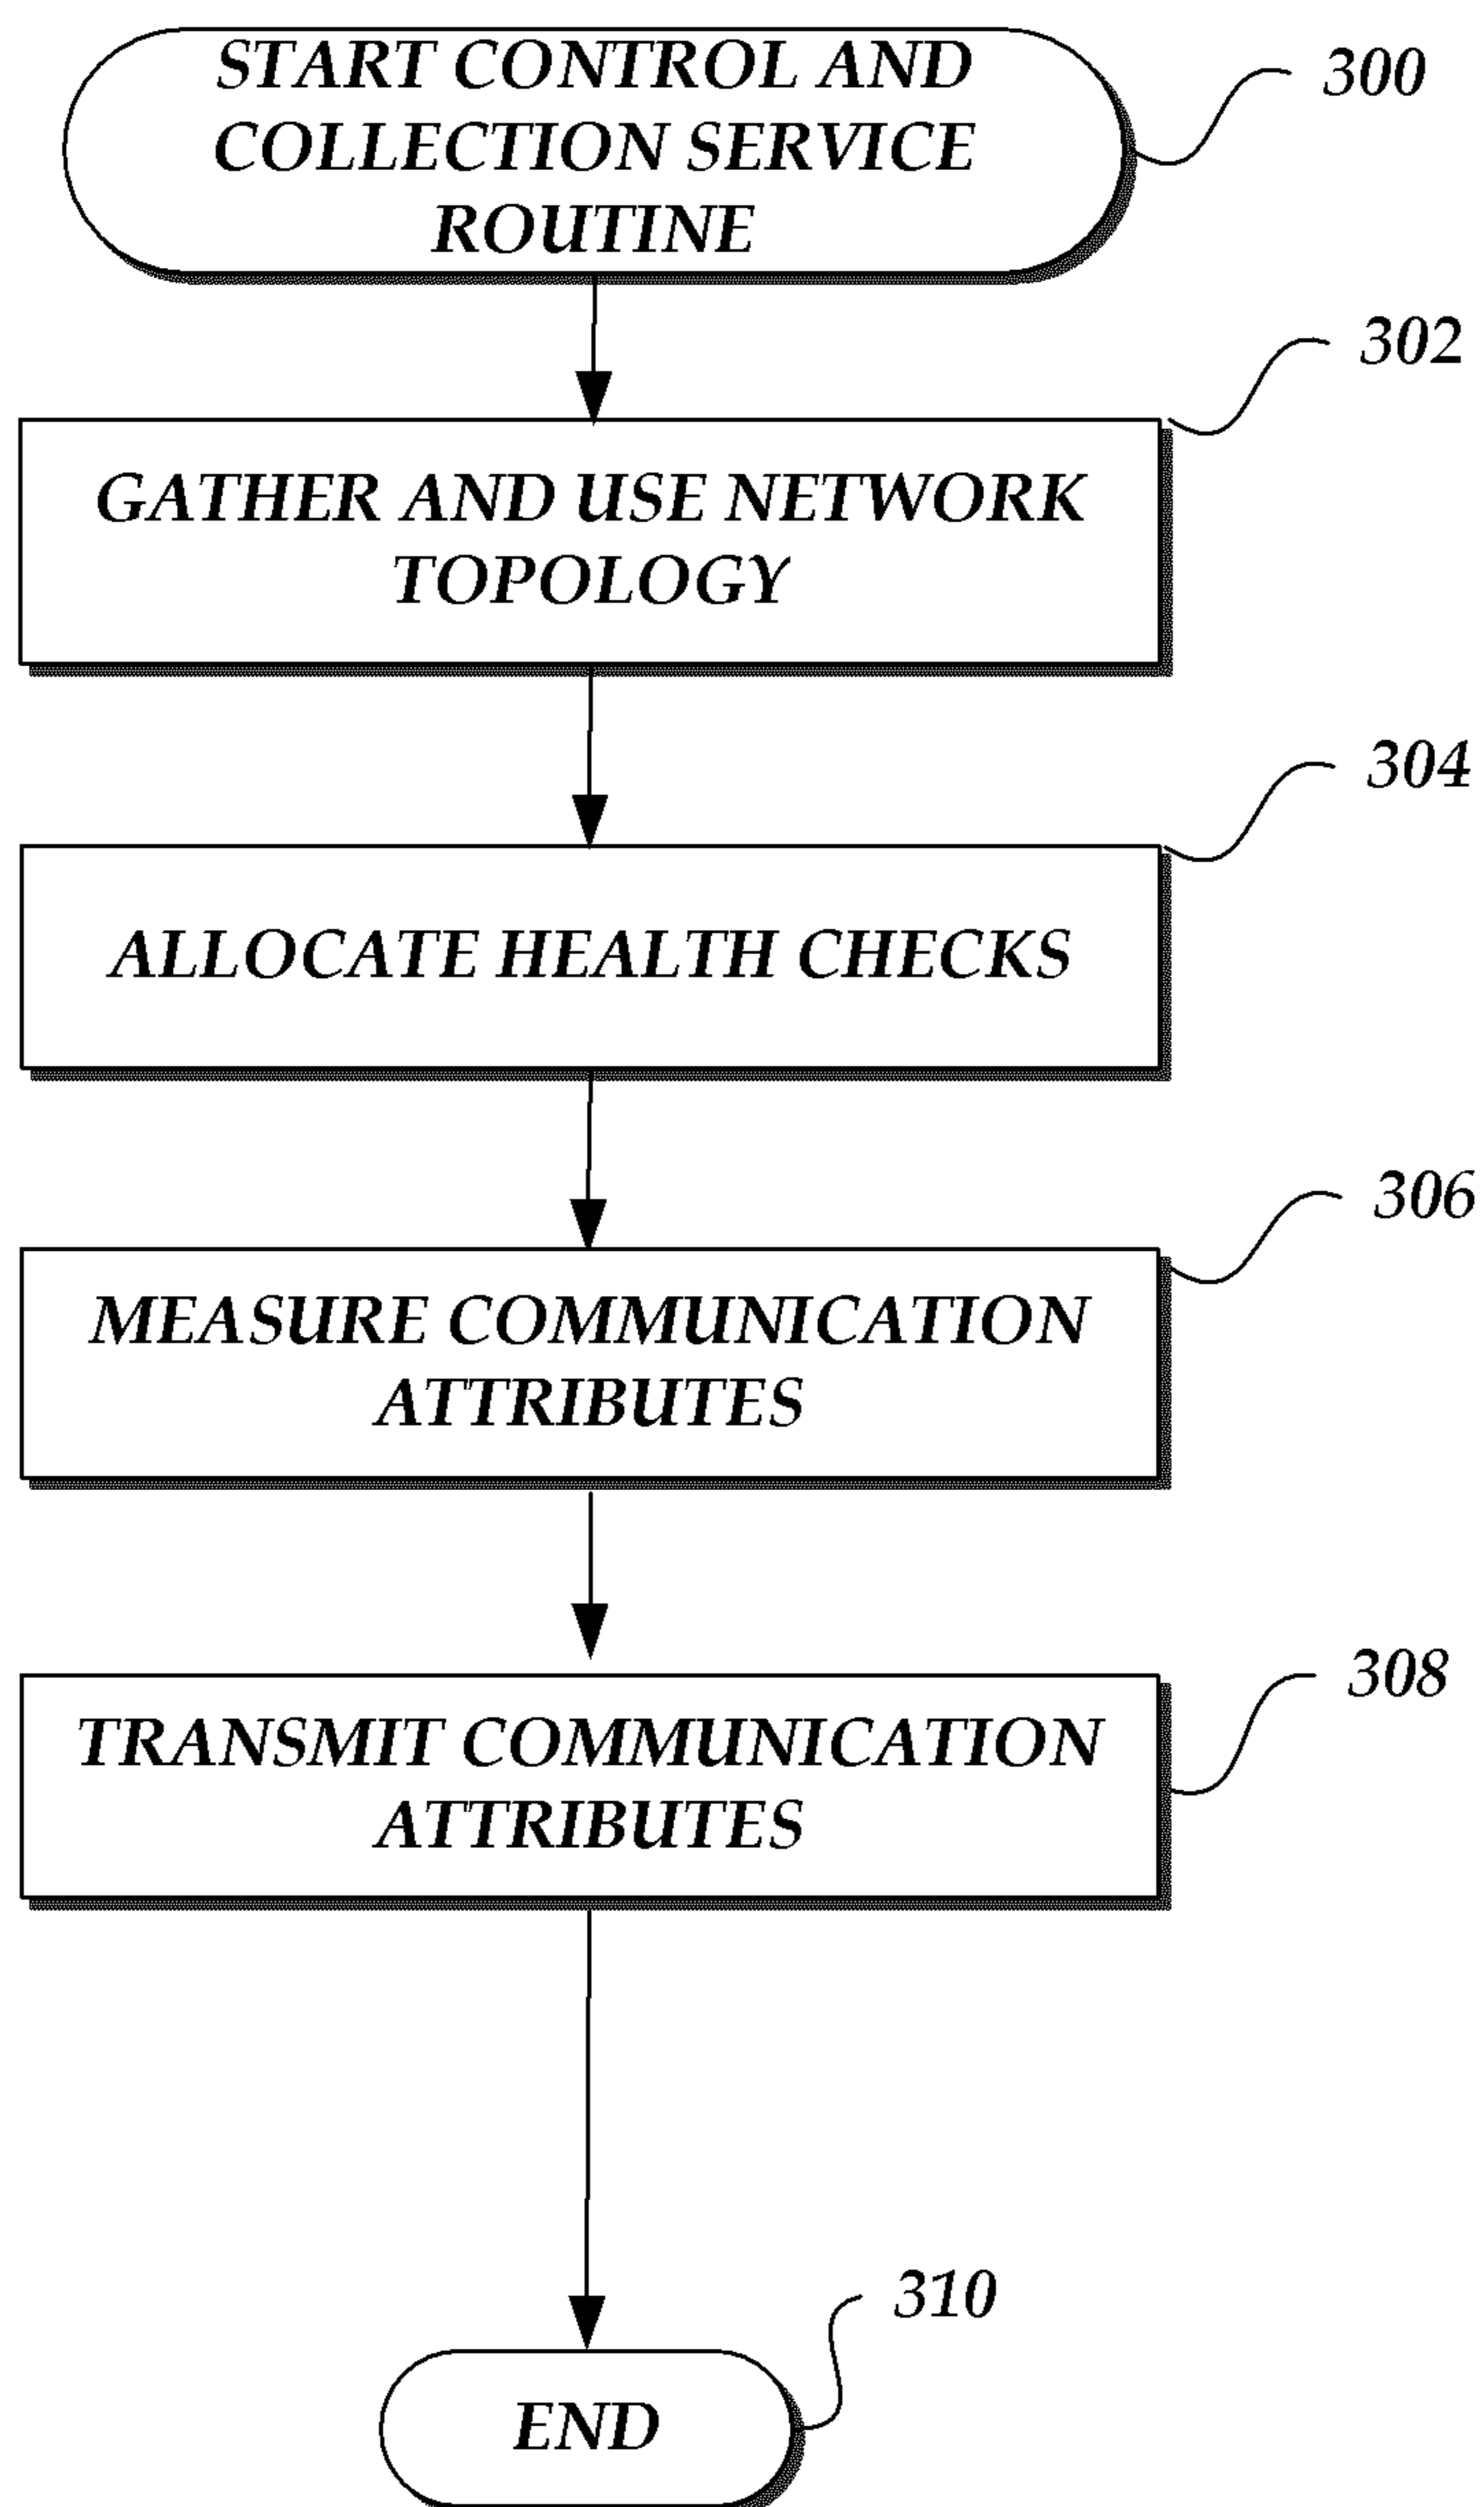 START CONTROL AND
COLLECTION SERVICE
ROUTINE
300
302
GATHER AND USE NETWORK
TOPOLOGY
304
ALLOCATE HEALTH CHECKS
306
MEASURE COMMUNICATION
ATTRIBUTES
308
TRANSMIT COMMUNICATION
ATTRIBUTES
310
END